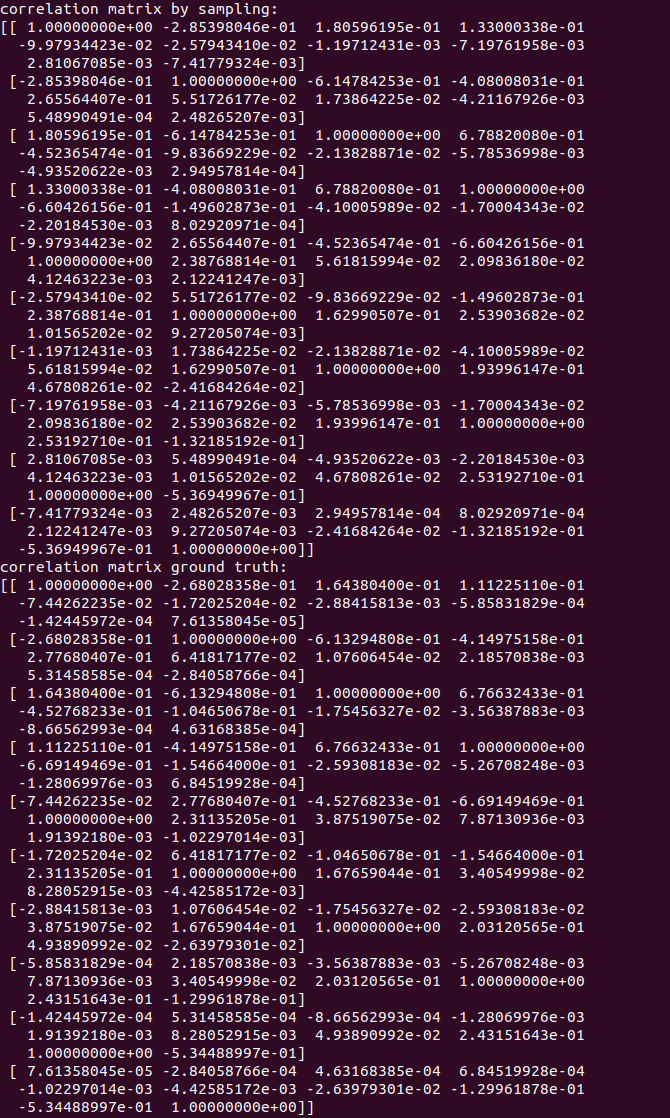 correlation matrix by sampling:
[[ 1.00000000e+00 -2.85398046e-01  1.80596195e-01  1.33000338e-01
  -9.97934423e-02 -2.57943410e-02 -1.19712431e-03 -7.19761958e-03
   2.81067085e-03 -7.41779324e-03]
 [-2.85398046e-01  1.00000000e+00 -6.14784253e-01 -4.08008031e-01
   2.65564407e-01  5.51726177e-02  1.73864225e-02 -4.21167926e-03
   5.48990491e-04  2.48265207e-03]
 [ 1.80596195e-01 -6.14784253e-01  1.00000000e+00  6.78820080e-01
  -4.52365474e-01 -9.83669229e-02 -2.13828871e-02 -5.78536998e-03
  -4.93520622e-03  2.94957814e-04]
 [ 1.33000338e-01 -4.08008031e-01  6.78820080e-01  1.00000000e+00
  -6.60426156e-01 -1.49602873e-01 -4.10005989e-02 -1.70004343e-02
  -2.20184530e-03  8.02920971e-04]
 [-9.97934423e-02  2.65564407e-01 -4.52365474e-01 -6.60426156e-01
   1.00000000e+00  2.38768814e-01  5.61815994e-02  2.09836180e-02
   4.12463223e-03  2.12241247e-03]
 [-2.57943410e-02  5.51726177e-02 -9.83669229e-02 -1.49602873e-01
   2.38768814e-01  1.00000000e+00  1.62990507e-01  2.53903682e-02
   1.01565202e-02  9.27205074e-03]
 [-1.19712431e-03  1.73864225e-02 -2.13828871e-02 -4.10005989e-02
   5.61815994e-02  1.62990507e-01  1.00000000e+00  1.93996147e-01
   4.67808261e-02 -2.41684264e-02]
 [-7.19761958e-03 -4.21167926e-03 -5.78536998e-03 -1.70004343e-02
   2.09836180e-02  2.53903682e-02  1.93996147e-01  1.00000000e+00
   2.53192710e-01 -1.32185192e-01]
 [ 2.81067085e-03  5.48990491e-04 -4.93520622e-03 -2.20184530e-03
   4.12463223e-03  1.01565202e-02  4.67808261e-02  2.53192710e-01
   1.00000000e+00 -5.36949967e-01]
 [-7.41779324e-03  2.48265207e-03  2.94957814e-04  8.02920971e-04
   2.12241247e-03  9.27205074e-03 -2.41684264e-02 -1.32185192e-01
  -5.36949967e-01  1.00000000e+00]]
correlation matrix ground truth:
[[ 1.00000000e+00 -2.68028358e-01  1.64380400e-01  1.11225110e-01
  -7.44262235e-02 -1.72025204e-02 -2.88415813e-03 -5.85831829e-04
  -1.42445972e-04  7.61358045e-05]
 [-2.68028358e-01  1.00000000e+00 -6.13294808e-01 -4.14975158e-01
   2.77680407e-01  6.41817177e-02  1.07606454e-02  2.18570838e-03
   5.31458585e-04 -2.84058766e-04]
 [ 1.64380400e-01 -6.13294808e-01  1.00000000e+00  6.76632433e-01
  -4.52768233e-01 -1.04650678e-01 -1.75456327e-02 -3.56387883e-03
  -8.66562993e-04  4.63168385e-04]
 [ 1.11225110e-01 -4.14975158e-01  6.76632433e-01  1.00000000e+00
  -6.69149469e-01 -1.54664000e-01 -2.59308183e-02 -5.26708248e-03
  -1.28069976e-03  6.84519928e-04]
 [-7.44262235e-02  2.77680407e-01 -4.52768233e-01 -6.69149469e-01
   1.00000000e+00  2.31135205e-01  3.87519075e-02  7.87130936e-03
   1.91392180e-03 -1.02297014e-03]
 [-1.72025204e-02  6.41817177e-02 -1.04650678e-01 -1.54664000e-01
   2.31135205e-01  1.00000000e+00  1.67659044e-01  3.40549998e-02
   8.28052915e-03 -4.42585172e-03]
 [-2.88415813e-03  1.07606454e-02 -1.75456327e-02 -2.59308183e-02
   3.87519075e-02  1.67659044e-01  1.00000000e+00  2.03120565e-01
   4.93890992e-02 -2.63979301e-02]
 [-5.85831829e-04  2.18570838e-03 -3.56387883e-03 -5.26708248e-03
   7.87130936e-03  3.40549998e-02  2.03120565e-01  1.00000000e+00
   2.43151643e-01 -1.29961878e-01]
 [-1.42445972e-04  5.31458585e-04 -8.66562993e-04 -1.28069976e-03
   1.91392180e-03  8.28052915e-03  4.93890992e-02  2.43151643e-01
   1.00000000e+00 -5.34488997e-01]
 [ 7.61358045e-05 -2.84058766e-04  4.63168385e-04  6.84519928e-04
  -1.02297014e-03 -4.42585172e-03 -2.63979301e-02 -1.29961878e-01
  -5.34488997e-01  1.00000000e+00]]